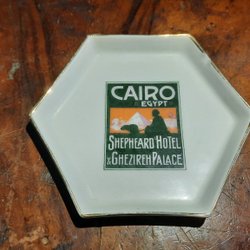 CAIRO
EGYPT
SHEPHEARD HOTEL
& GHEZIREH PALACE